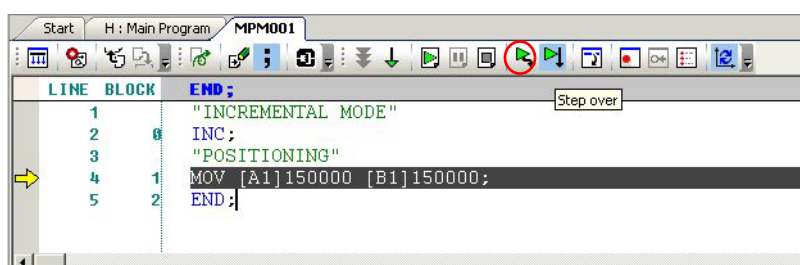 Start H : Main Program MPM001
LINE BLOCK END;
Step over
1 "INCREMENTAL MODE"
2 0 INC;
3 "POSITIONING"
4 1 MOV [A1]150000 [B1]150000;
5 2 END;